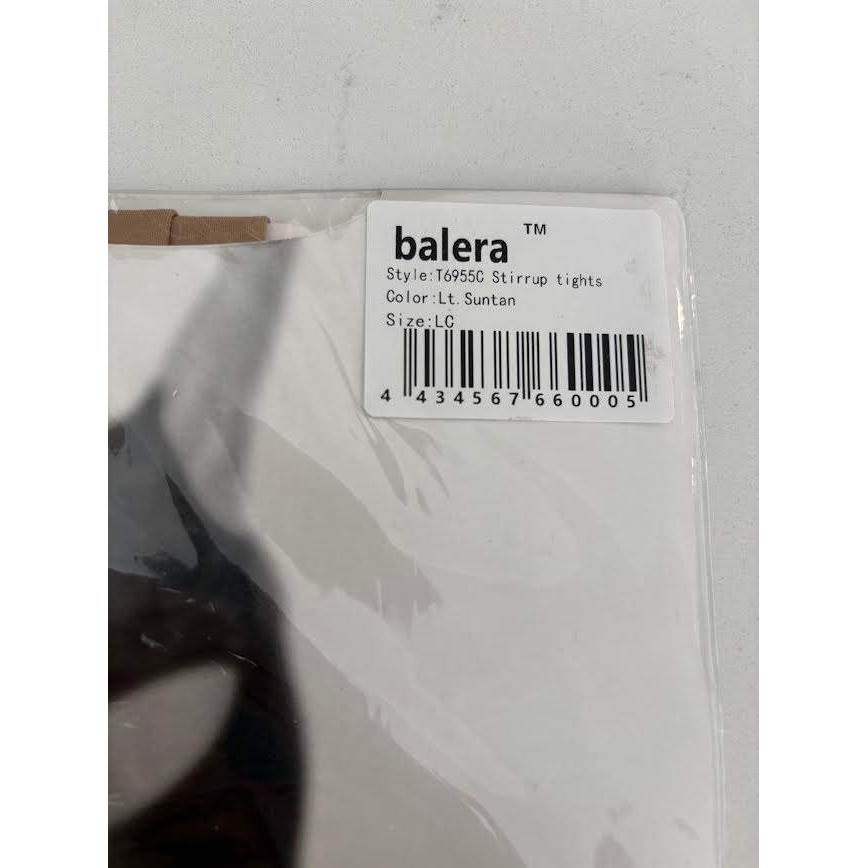 balera ™
Style:T6955C Stirrup tights
Color:Lt. Suntan
Size:LC
4 434567 660005